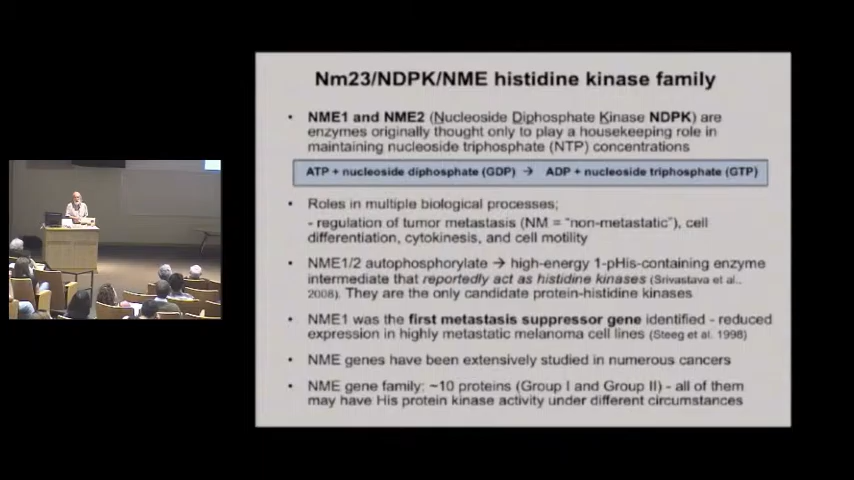 Nm23/NDPK/NME histidine kinase family
• NME1 and NME2 (Nucleoside Diphosphate Kinase NDPK) are
enzymes originally thought only to play a housekeeping role in
maintaining nucleoside triphosphate (NTP) concentrations
ATP + nucleoside diphosphate (GDP) → ADP + nucleoside triphosphate (GTP)
• Roles in multiple biological processes;
- regulation of tumor metastasis (NM = "non-metastatic"), cell
differentiation, cytokinesis, and cell motility
• NME1/2 autophosphorylate → high-energy 1-pHis-containing enzyme
intermediate that reportedly act as histidine kinases (Srivastava et al.,
2008). They are the only candidate protein-histidine kinases
• NME1 was the first metastasis suppressor gene identified - reduced
expression in highly metastatic melanoma cell lines (Steeg et al. 1998)
• NME genes have been extensively studied in numerous cancers
• NME gene family: ~10 proteins (Group I and Group II) - all of them
may have His protein kinase activity under different circumstances